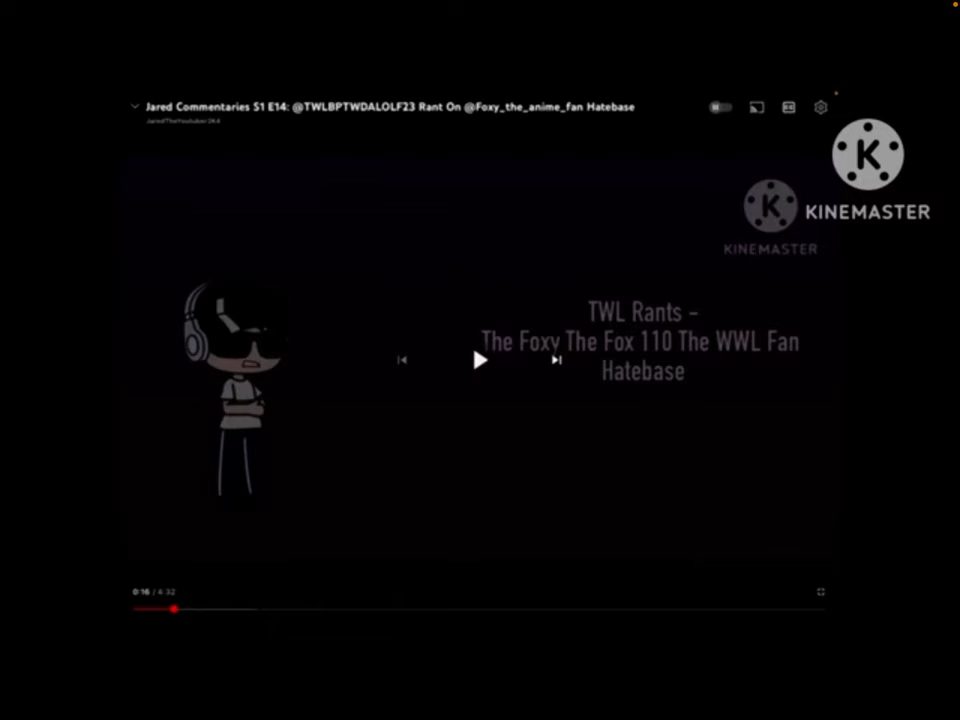 Jared Commentaries S1 E14: @TWLBPTWDALOLF23 Rant On @Foxy_the_anime_fan Hatebase
JaredTheYoutuber2K4
K
KINEMASTER
K
KINEMASTER
TWL Rants -
The Foxy The Fox 110 The WWL Fan
Hatebase
0:16 / 4:32